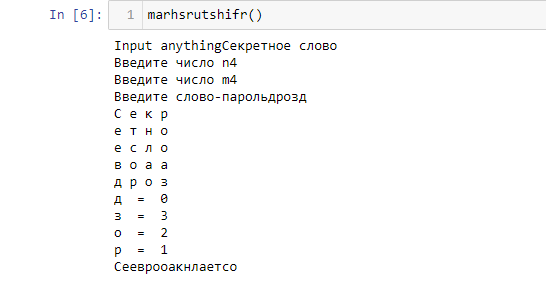 In [6]: 1 marhsrutshifr()
Input anythingСекретное слово
Введите число n4
Введите число m4
Введите слово-парольдрозд
С е к р
е т н о
е с л о
в о а а
д р о з
д  =  0
з  =  3
о  =  2
р  =  1
Сееврооакнлаетсо